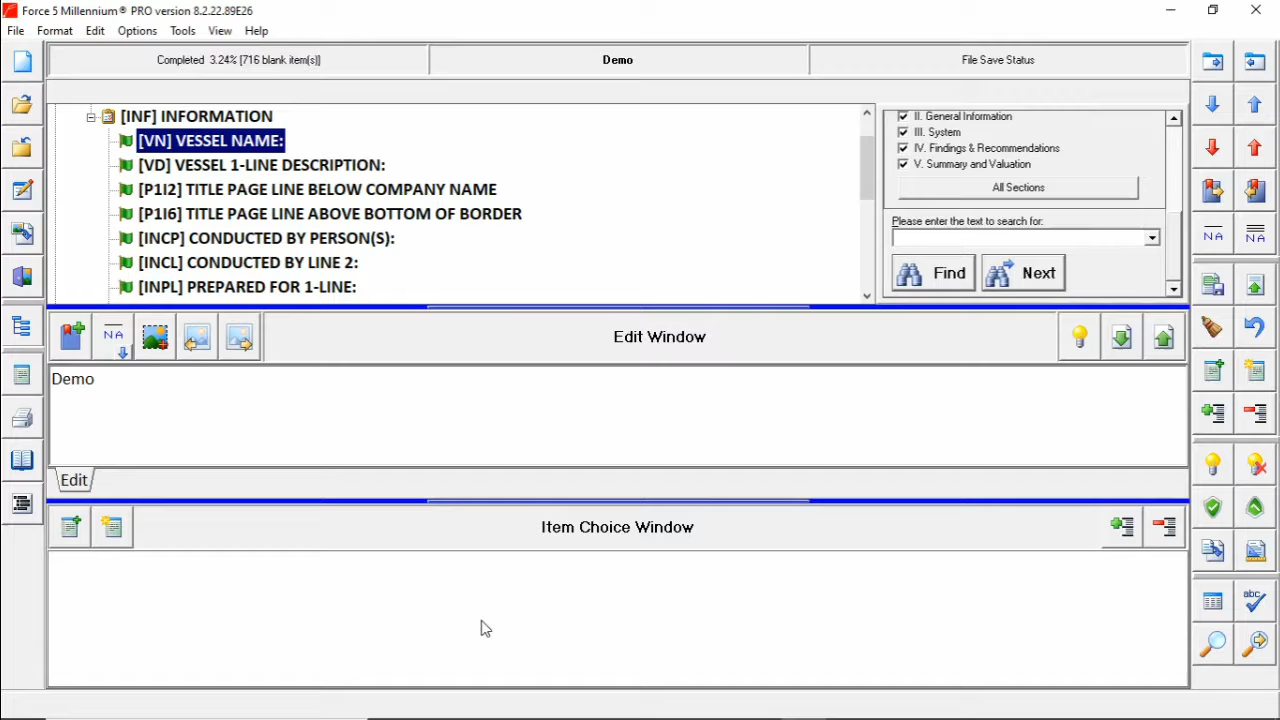 Force 5 Millennium® PRO version 8.2.22.89E26
File Format Edit Options Tools View Help
Completed 3.24% [716 blank item(s)]
Demo
File Save Status
[INF] INFORMATION
[VN] VESSEL NAME:
[VD] VESSEL 1-LINE DESCRIPTION:
[P1I2] TITLE PAGE LINE BELOW COMPANY NAME
[P1I6] TITLE PAGE LINE ABOVE BOTTOM OF BORDER
[INCP] CONDUCTED BY PERSON(S):
[INCL] CONDUCTED BY LINE 2:
[INPL] PREPARED FOR 1-LINE:
II. General Information
III. System
IV. Findings & Recommendations
V. Summary and Valuation
All Sections
Please enter the text to search for:
Find
Next
NA
NA
NA
Edit Window
Demo
Edit
Item Choice Window
abc